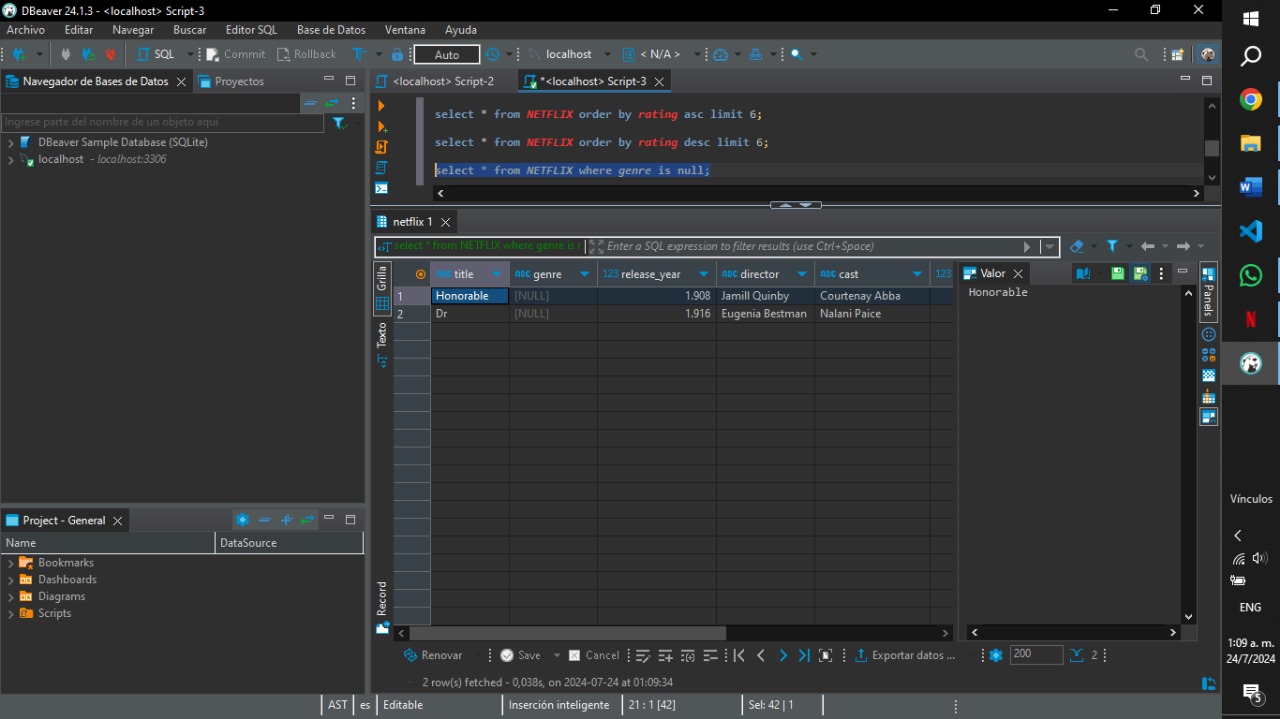 DBeaver 24.1.3 - <localhost> Script-3
Archivo Editar Navegar Buscar Editor SQL Base de Datos Ventana Ayuda
SQL Commit Rollback Auto localhost < N/A >
Navegador de Bases de Datos Proyectos
Ingrese parte del nombre de un objeto aquí
DBeaver Sample Database (SQLite)
localhost - localhost:3306
<localhost> Script-2 *<localhost> Script-3
select * from NETFLIX order by rating asc limit 6;
select * from NETFLIX order by rating desc limit 6;
select * from NETFLIX where genre is null;
netflix 1
select * from NETFLIX where genre is n Enter a SQL expression to filter results (use Ctrl+Space)
Grilla
Texto
Record
ABC title ABC genre 123 release_year ABC director ABC cast 123
1 Honorable [NULL] 1.908 Jamill Quinby Courtenay Abba
2 Dr [NULL] 1.916 Eugenia Bestman Nalani Paice
Valor
Honorable
Panels
Renovar Save Cancel Exportar datos ... 200 2
2 row(s) fetched - 0,038s, on 2024-07-24 at 01:09:34
Project - General
Name DataSource
Bookmarks
Dashboards
Diagrams
Scripts
AST es Editable Inserción inteligente 21 : 1 [42] Sel: 42 | 1
Vínculos
ENG
1:09 a. m.
24/7/2024
5